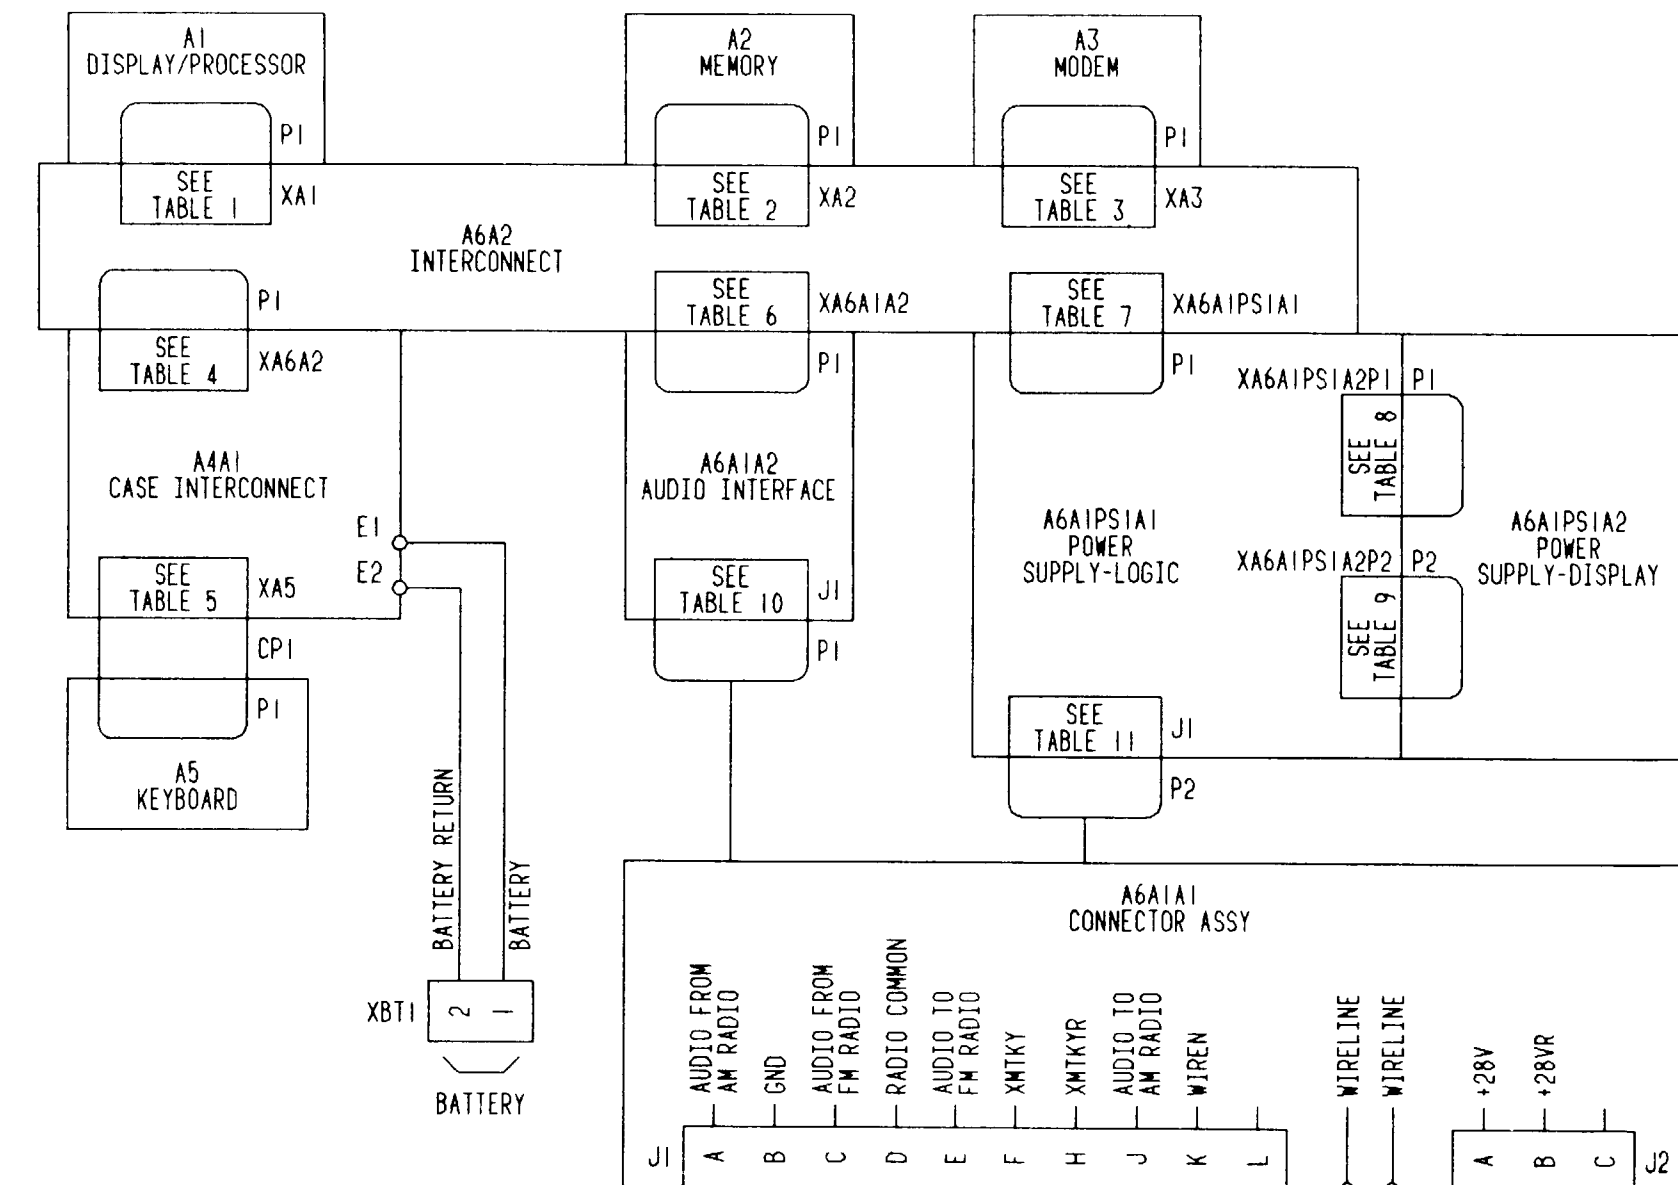 A1
DISPLAY/PROCESSOR
P1
SEE
TABLE 1
XA1
A2
MEMORY
P1
SEE
TABLE 2
XA2
A3
MODEM
P1
SEE
TABLE 3
XA3
A6A2
INTERCONNECT
P1
SEE
TABLE 4
XA6A2
SEE
TABLE 6
XA6A1A2
P1
SEE
TABLE 7
XA6A1PS1A1
P1
XA6A1PS1A2P1
P1
SEE
TABLE 8
A4A1
CASE INTERCONNECT
A6A1A2
AUDIO INTERFACE
A6A1PS1A1
POWER
SUPPLY-LOGIC
A6A1PS1A2
POWER
SUPPLY-DISPLAY
E1
E2
XA6A1PS1A2P2
P2
SEE
TABLE 9
SEE
TABLE 5
XA5
CP1
P1
A5
KEYBOARD
SEE
TABLE 10
J1
P1
SEE
TABLE 11
J1
P2
BATTERY RETURN
BATTERY
XBT1
2
1
BATTERY
A6A1A1
CONNECTOR ASSY
AUDIO FROM
AM RADIO
GND
AUDIO FROM
FM RADIO
RADIO COMMON
AUDIO TO
FM RADIO
XMTKY
XMTKYR
AUDIO TO
AM RADIO
WIREN
WIRELINE
WIRELINE
+28V
+28VR
J1
A
B
C
D
E
F
H
J
K
L
A
B
C
J2